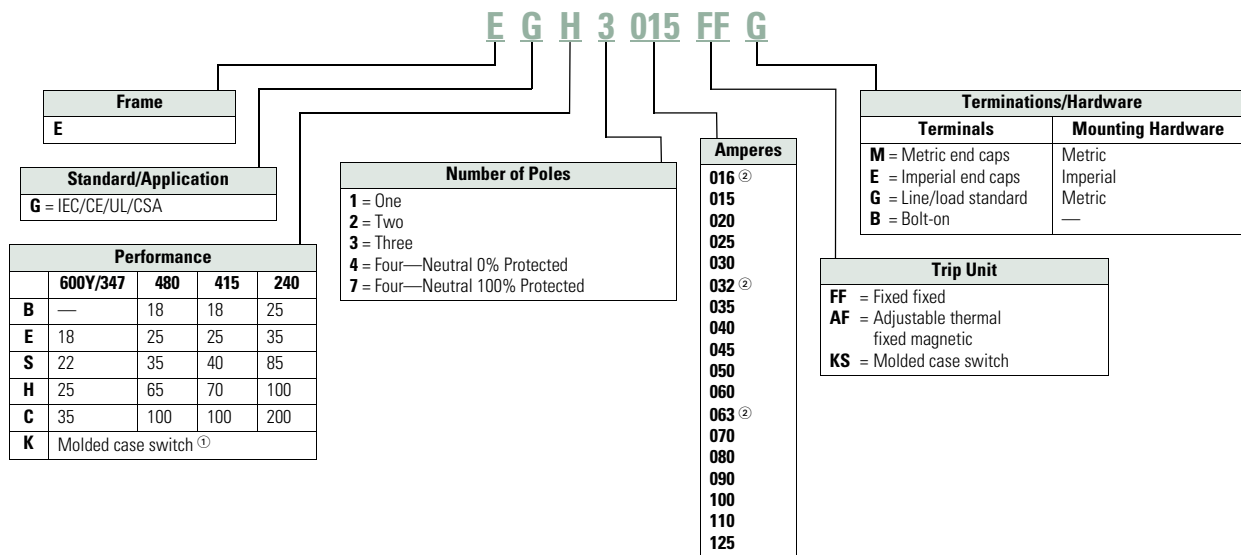 E G H 3 015 FF G
Frame
E
Standard/Application
G = IEC/CE/UL/CSA
Performance
600Y/347 480 415 240
B — 18 18 25
E 18 25 25 35
S 22 35 40 85
H 25 65 70 100
C 35 100 100 200
K Molded case switch ①
Number of Poles
1 = One
2 = Two
3 = Three
4 = Four—Neutral 0% Protected
7 = Four—Neutral 100% Protected
Amperes
016 ②
015
020
025
030
032 ②
035
040
045
050
060
063 ②
070
080
090
100
110
125
Terminations/Hardware
Terminals Mounting Hardware
M = Metric end caps Metric
E = Imperial end caps Imperial
G = Line/load standard Metric
B = Bolt-on —
Trip Unit
FF = Fixed fixed
AF = Adjustable thermal
fixed magnetic
KS = Molded case switch